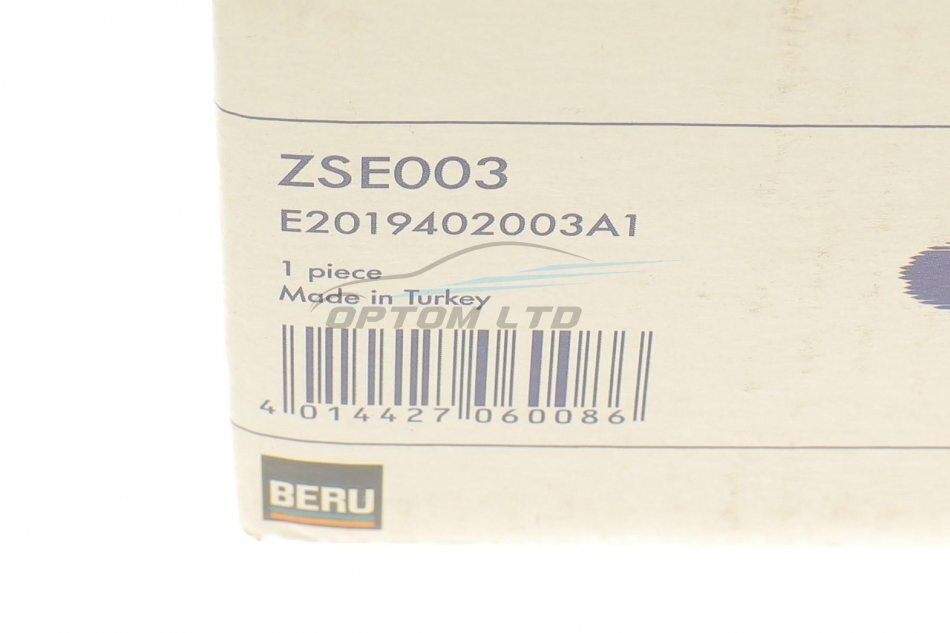 ZSE003
E2019402003A1
1 piece
Made in Turkey
OPTOM LTD
4 014427 060086
BERU